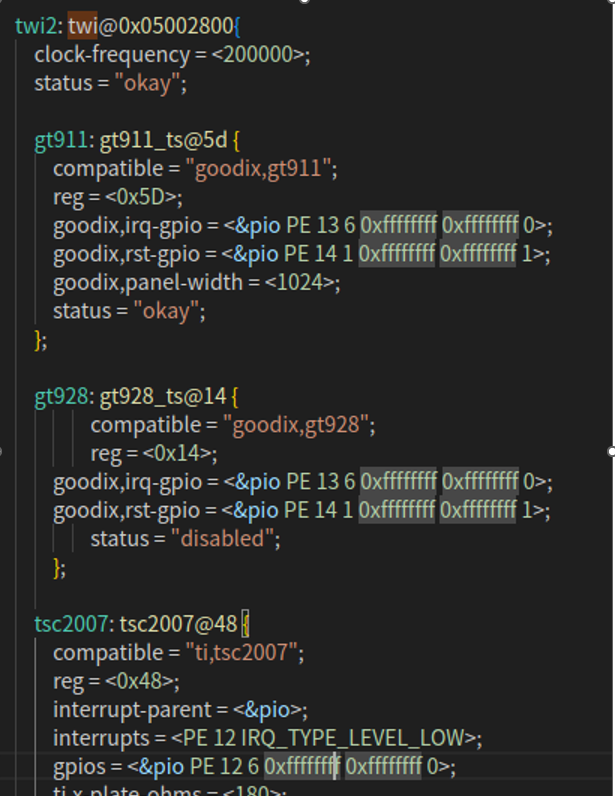 twi2: twi@0x05002800{
clock-frequency = <200000>;
status = "okay";
gt911: gt911_ts@5d {
compatible = "goodix,gt911";
reg = <0x5D>;
goodix,irq-gpio = <&pio PE 13 6 0xffffffff 0xffffffff 0>;
goodix,rst-gpio = <&pio PE 14 1 0xffffffff 0xffffffff 1>;
goodix,panel-width = <1024>;
status = "okay";
};
gt928: gt928_ts@14 {
compatible = "goodix,gt928";
reg = <0x14>;
goodix,irq-gpio = <&pio PE 13 6 0xffffffff 0xffffffff 0>;
goodix,rst-gpio = <&pio PE 14 1 0xffffffff 0xffffffff 1>;
status = "disabled";
};
tsc2007: tsc2007@48 {
compatible = "ti,tsc2007";
reg = <0x48>;
interrupt-parent = <&pio>;
interrupts = <PE 12 IRQ_TYPE_LEVEL_LOW>;
gpios = <&pio PE 12 6 0xffffffff 0xffffffff 0>;
ti,x-plate-ohms = <180>;